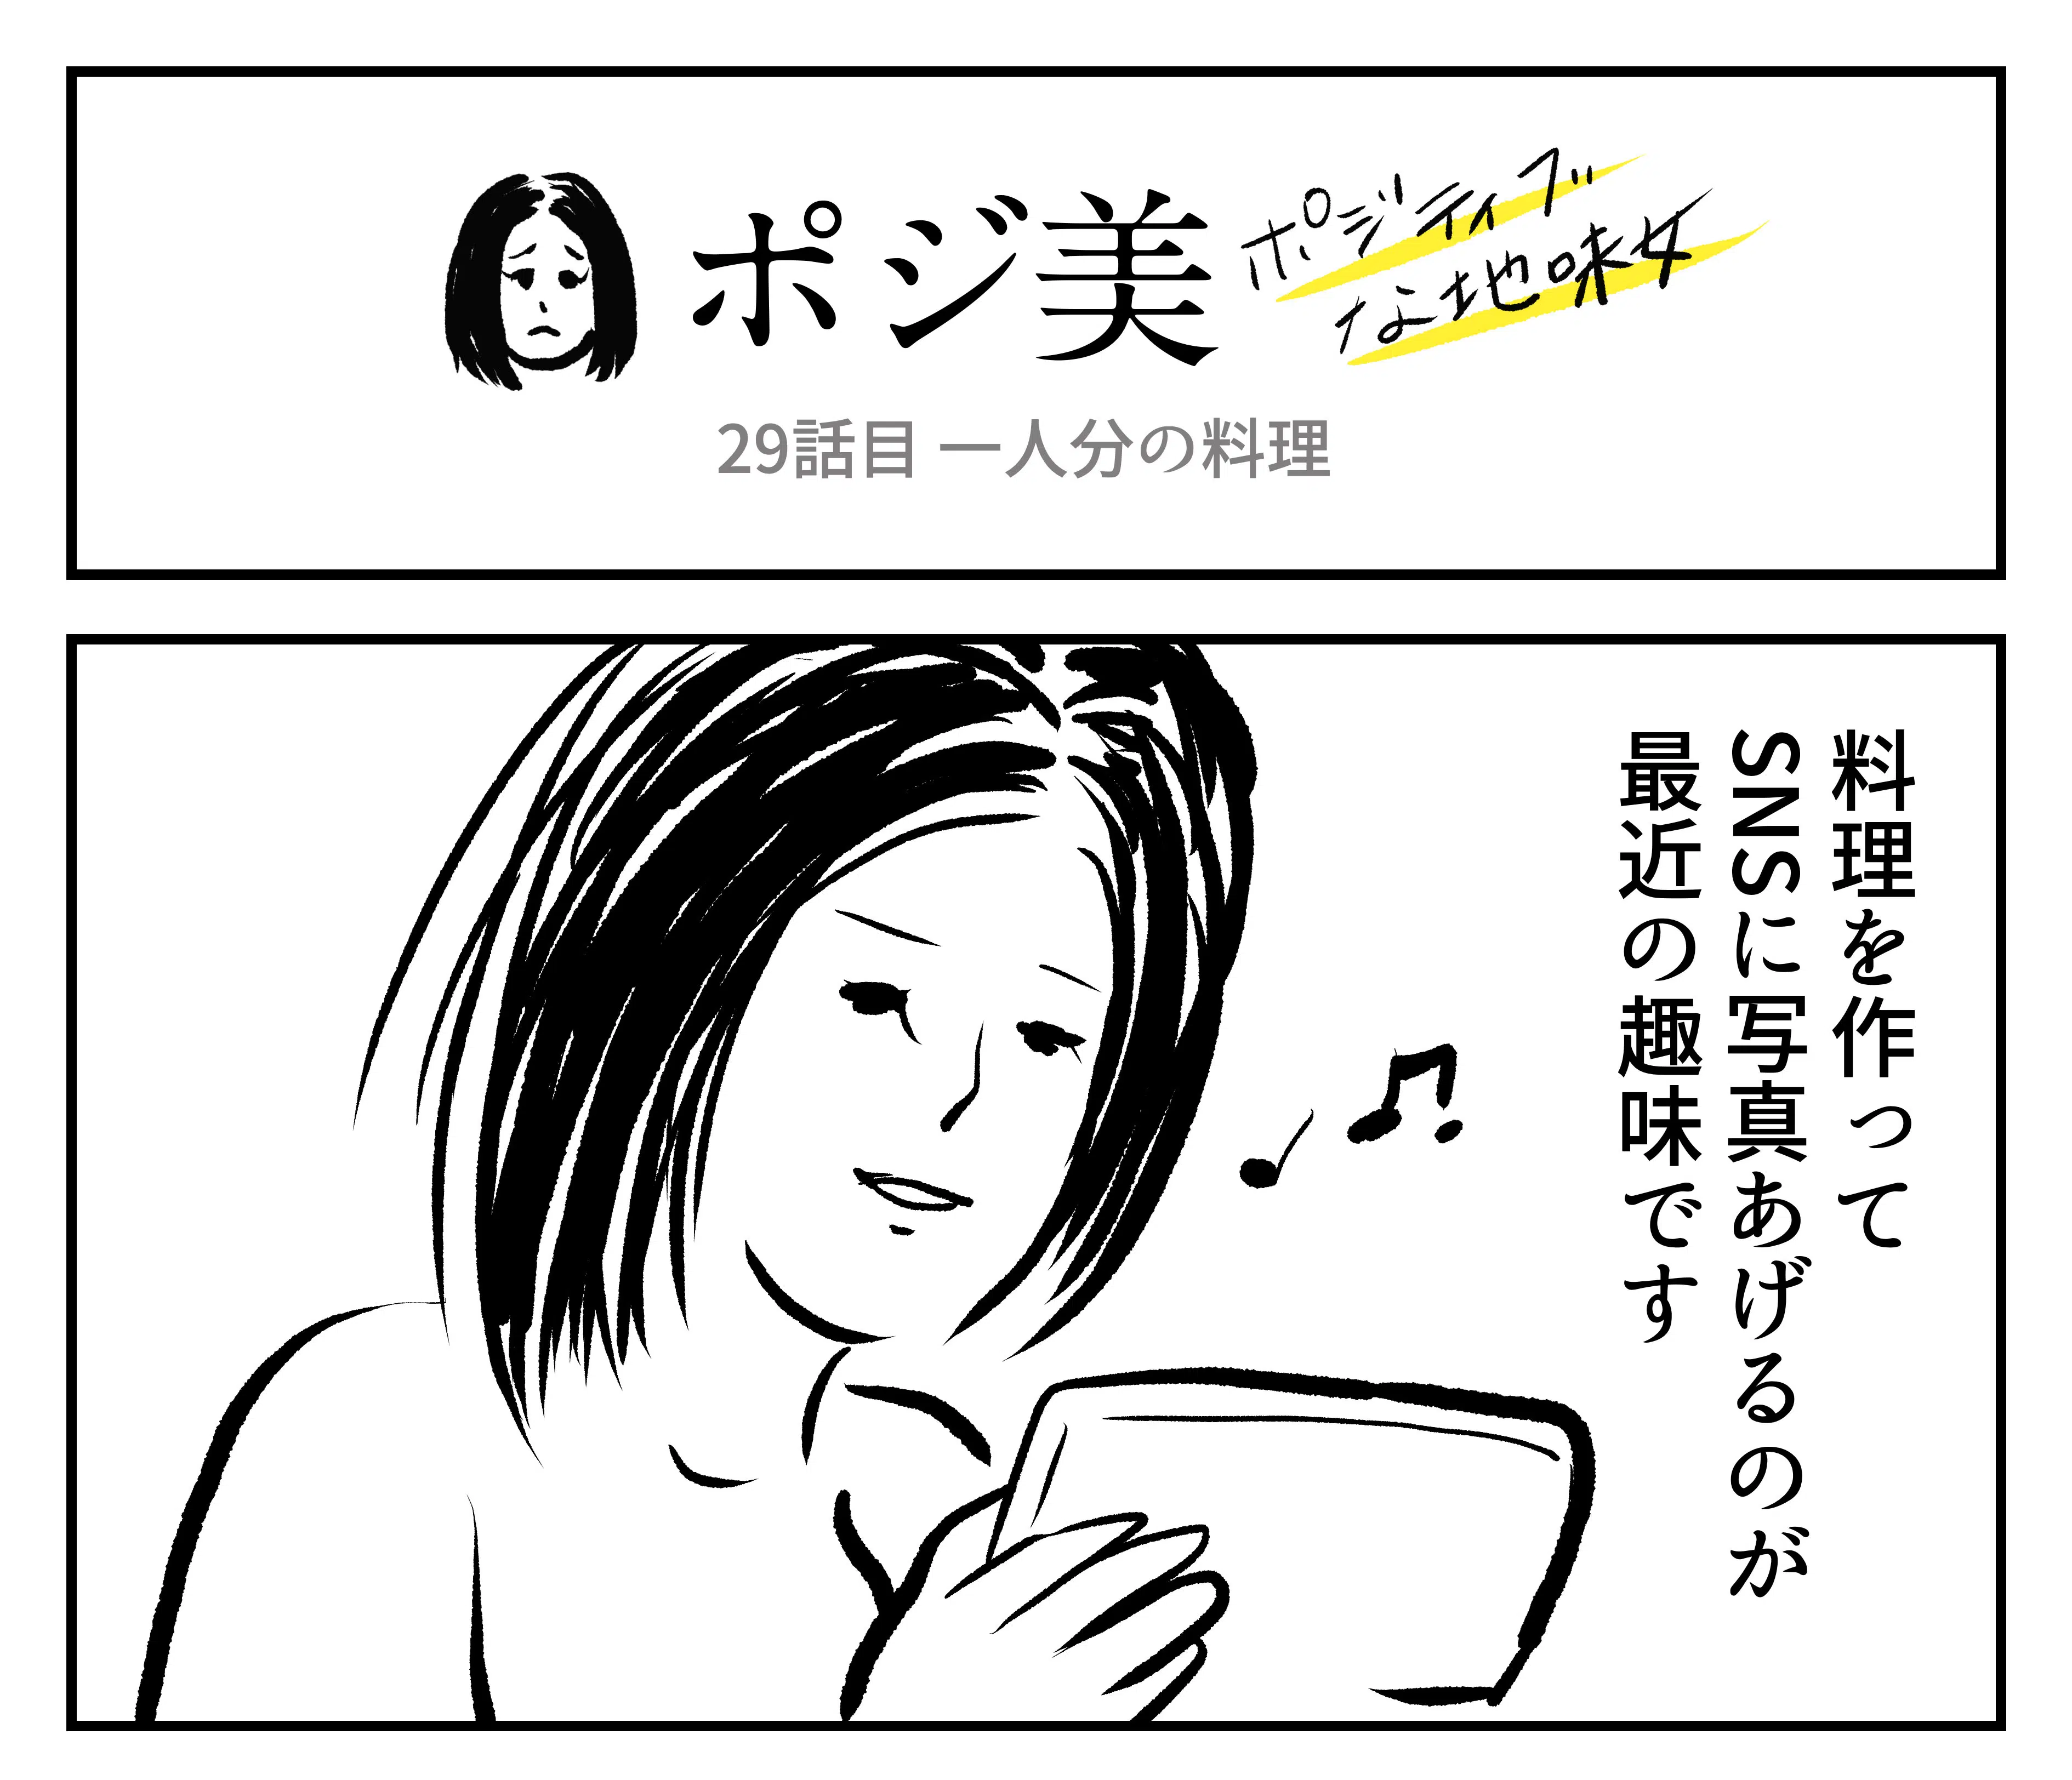 ポジ美
ポジティブ
な地味女
29話目 一人分の料理
料理を作って
SNSに写真あげるのが
最近の趣味です